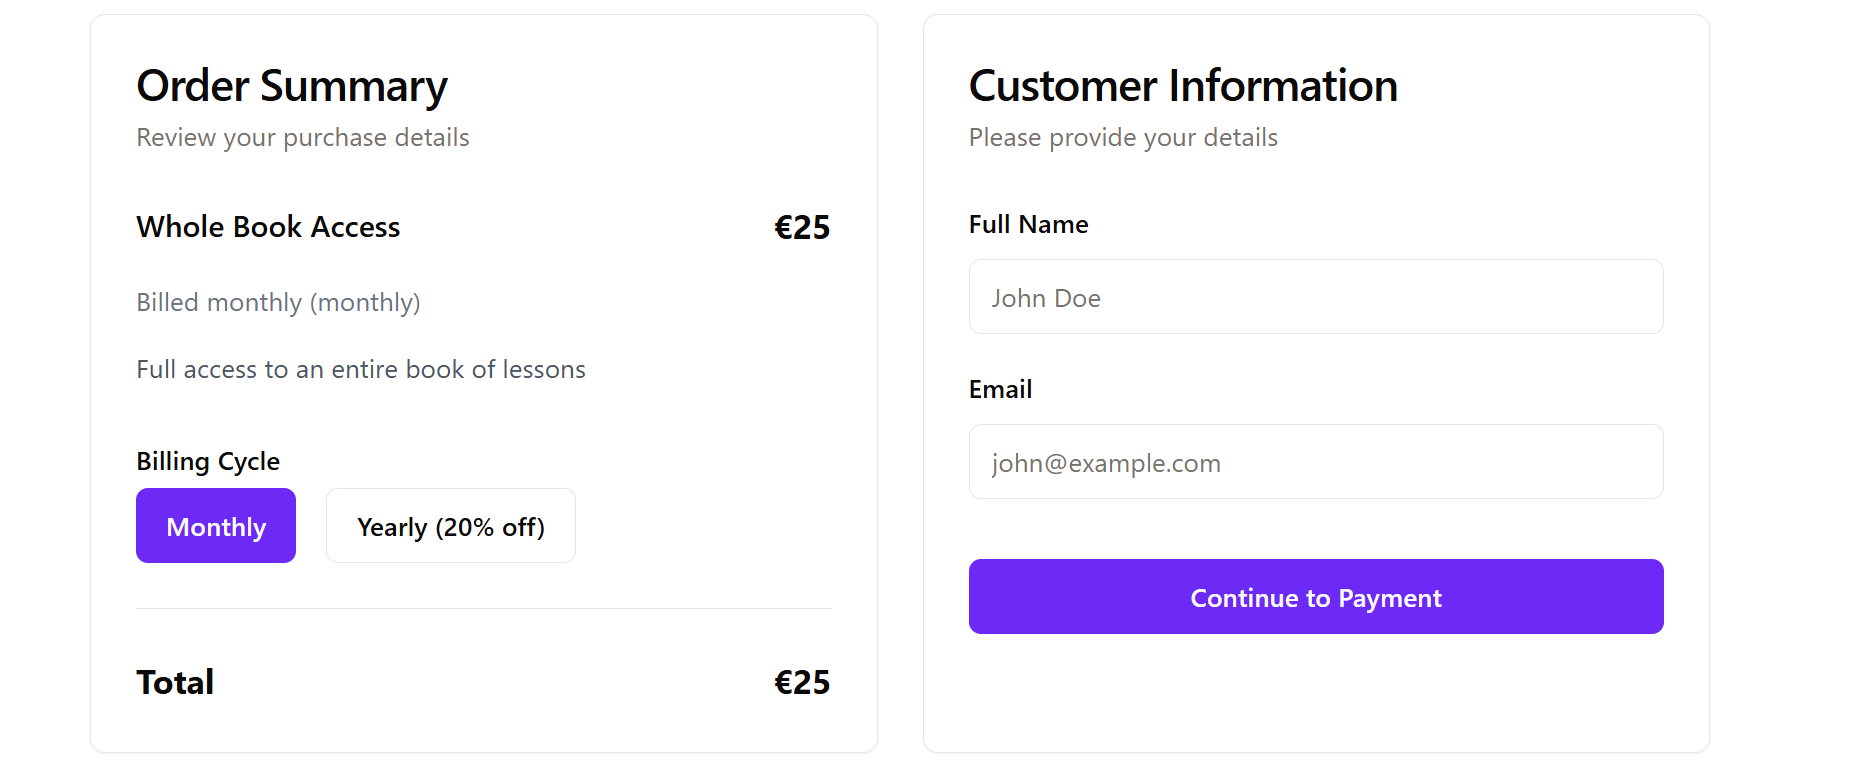 Order Summary
Review your purchase details
Whole Book Access
€25
Billed monthly (monthly)
Full access to an entire book of lessons
Billing Cycle
Monthly
Yearly (20% off)
Total
€25
Customer Information
Please provide your details
Full Name
John Doe
Email
john@example.com
Continue to Payment